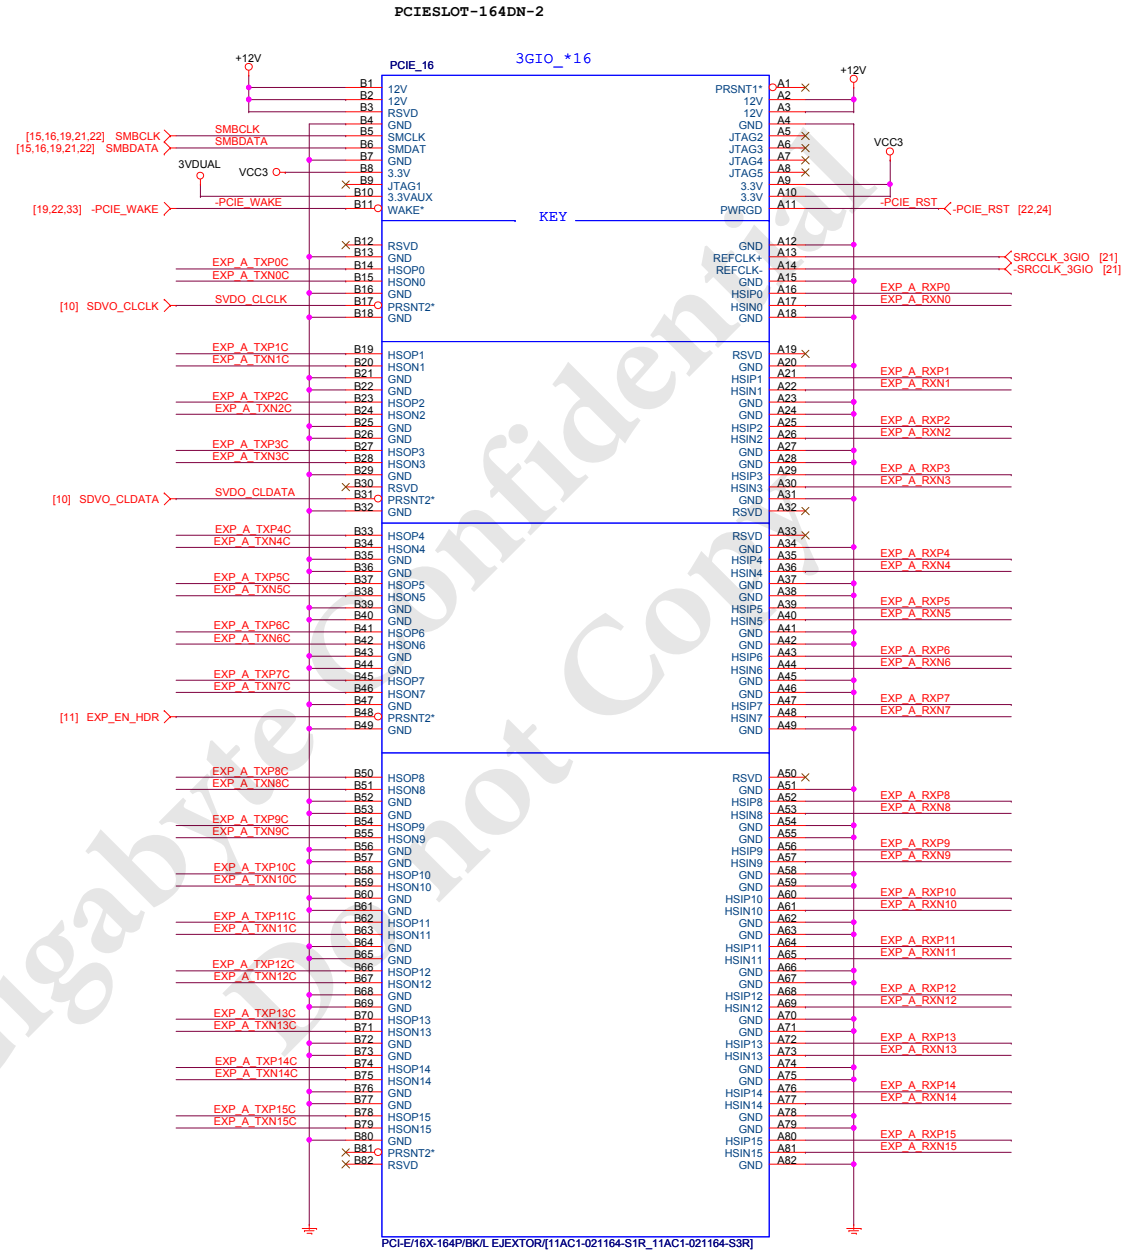 PCIESLOT-164DN-2
+12V
PCIE_16
3GIO_*16
+12V
B1 12V PRSNT1* A1
B2 12V 12V A2
B3 RSVD 12V A3
B4 GND GND A4
[15,16,19,21,22] SMBCLK SMBCLK B5 SMCLK JTAG2 A5
[15,16,19,21,22] SMBDATA SMBDATA B6 SMDAT JTAG3 A6
B7 GND JTAG4 A7
3VDUAL VCC3 B8 3.3V JTAG5 A8 VCC3
B9 JTAG1 3.3V A9
B10 3.3VAUX 3.3V A10
[19,22,33] -PCIE_WAKE -PCIE_WAKE B11 WAKE* PWRGD A11 -PCIE_RST -PCIE_RST [22,24]
KEY
B12 RSVD GND A12
B13 GND REFCLK+ A13 SRCCLK_3GIO [21]
EXP_A_TXP0C B14 HSOP0 REFCLK- A14 -SRCCLK_3GIO [21]
EXP_A_TXN0C B15 HSON0 GND A15
B16 GND HSIP0 A16 EXP_A_RXP0
[10] SDVO_CLCLK SVDO_CLCLK B17 PRSNT2* HSIN0 A17 EXP_A_RXN0
B18 GND GND A18
EXP_A_TXP1C B19 HSOP1 RSVD A19
EXP_A_TXN1C B20 HSON1 GND A20
B21 GND HSIP1 A21 EXP_A_RXP1
B22 GND HSIN1 A22 EXP_A_RXN1
EXP_A_TXP2C B23 HSOP2 GND A23
EXP_A_TXN2C B24 HSON2 GND A24
B25 GND HSIP2 A25 EXP_A_RXP2
B26 GND HSIN2 A26 EXP_A_RXN2
EXP_A_TXP3C B27 HSOP3 GND A27
EXP_A_TXN3C B28 HSON3 GND A28
B29 GND HSIP3 A29 EXP_A_RXP3
B30 RSVD HSIN3 A30 EXP_A_RXN3
[10] SDVO_CLDATA SVDO_CLDATA B31 PRSNT2* GND A31
B32 GND RSVD A32
EXP_A_TXP4C B33 HSOP4 RSVD A33
EXP_A_TXN4C B34 HSON4 GND A34
B35 GND HSIP4 A35 EXP_A_RXP4
B36 GND HSIN4 A36 EXP_A_RXN4
EXP_A_TXP5C B37 HSOP5 GND A37
EXP_A_TXN5C B38 HSON5 GND A38
B39 GND HSIP5 A39 EXP_A_RXP5
B40 GND HSIN5 A40 EXP_A_RXN5
EXP_A_TXP6C B41 HSOP6 GND A41
EXP_A_TXN6C B42 HSON6 GND A42
B43 GND HSIP6 A43 EXP_A_RXP6
B44 GND HSIN6 A44 EXP_A_RXN6
EXP_A_TXP7C B45 HSOP7 GND A45
EXP_A_TXN7C B46 HSON7 GND A46
B47 GND HSIP7 A47 EXP_A_RXP7
[11] EXP_EN_HDR B48 PRSNT2* HSIN7 A48 EXP_A_RXN7
B49 GND GND A49
EXP_A_TXP8C B50 HSOP8 RSVD A50
EXP_A_TXN8C B51 HSON8 GND A51
B52 GND HSIP8 A52 EXP_A_RXP8
B53 GND HSIN8 A53 EXP_A_RXN8
EXP_A_TXP9C B54 HSOP9 GND A54
EXP_A_TXN9C B55 HSON9 GND A55
B56 GND HSIP9 A56 EXP_A_RXP9
B57 GND HSIN9 A57 EXP_A_RXN9
EXP_A_TXP10C B58 HSOP10 GND A58
EXP_A_TXN10C B59 HSON10 GND A59
B60 GND HSIP10 A60 EXP_A_RXP10
B61 GND HSIN10 A61 EXP_A_RXN10
EXP_A_TXP11C B62 HSOP11 GND A62
EXP_A_TXN11C B63 HSON11 GND A63
B64 GND HSIP11 A64 EXP_A_RXP11
B65 GND HSIN11 A65 EXP_A_RXN11
EXP_A_TXP12C B66 HSOP12 GND A66
EXP_A_TXN12C B67 HSON12 GND A67
B68 GND HSIP12 A68 EXP_A_RXP12
B69 GND HSIN12 A69 EXP_A_RXN12
EXP_A_TXP13C B70 HSOP13 GND A70
EXP_A_TXN13C B71 HSON13 GND A71
B72 GND HSIP13 A72 EXP_A_RXP13
B73 GND HSIN13 A73 EXP_A_RXN13
EXP_A_TXP14C B74 HSOP14 GND A74
EXP_A_TXN14C B75 HSON14 GND A75
B76 GND HSIP14 A76 EXP_A_RXP14
B77 GND HSIN14 A77 EXP_A_RXN14
EXP_A_TXP15C B78 HSOP15 GND A78
EXP_A_TXN15C B79 HSON15 GND A79
B80 GND HSIP15 A80 EXP_A_RXP15
B81 PRSNT2* HSIN15 A81 EXP_A_RXN15
B82 RSVD GND A82
PCI-E/16X-164P/BK/L EJEXTOR/[11AC1-021164-S1R_11AC1-021164-S3R]
igabyte Confidential
Do not Copy